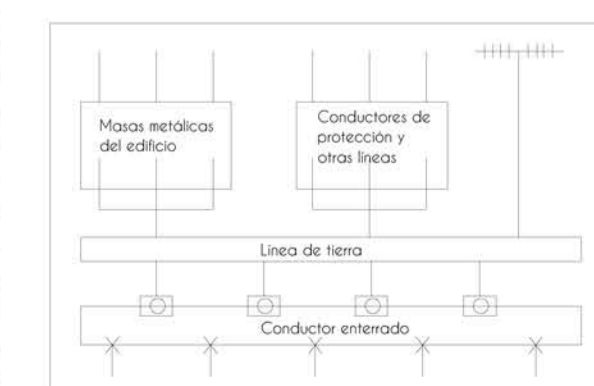 Masas metálicas
del edificio
Conductores de
protección y
otras líneas
Línea de tierra
Conductor enterrado